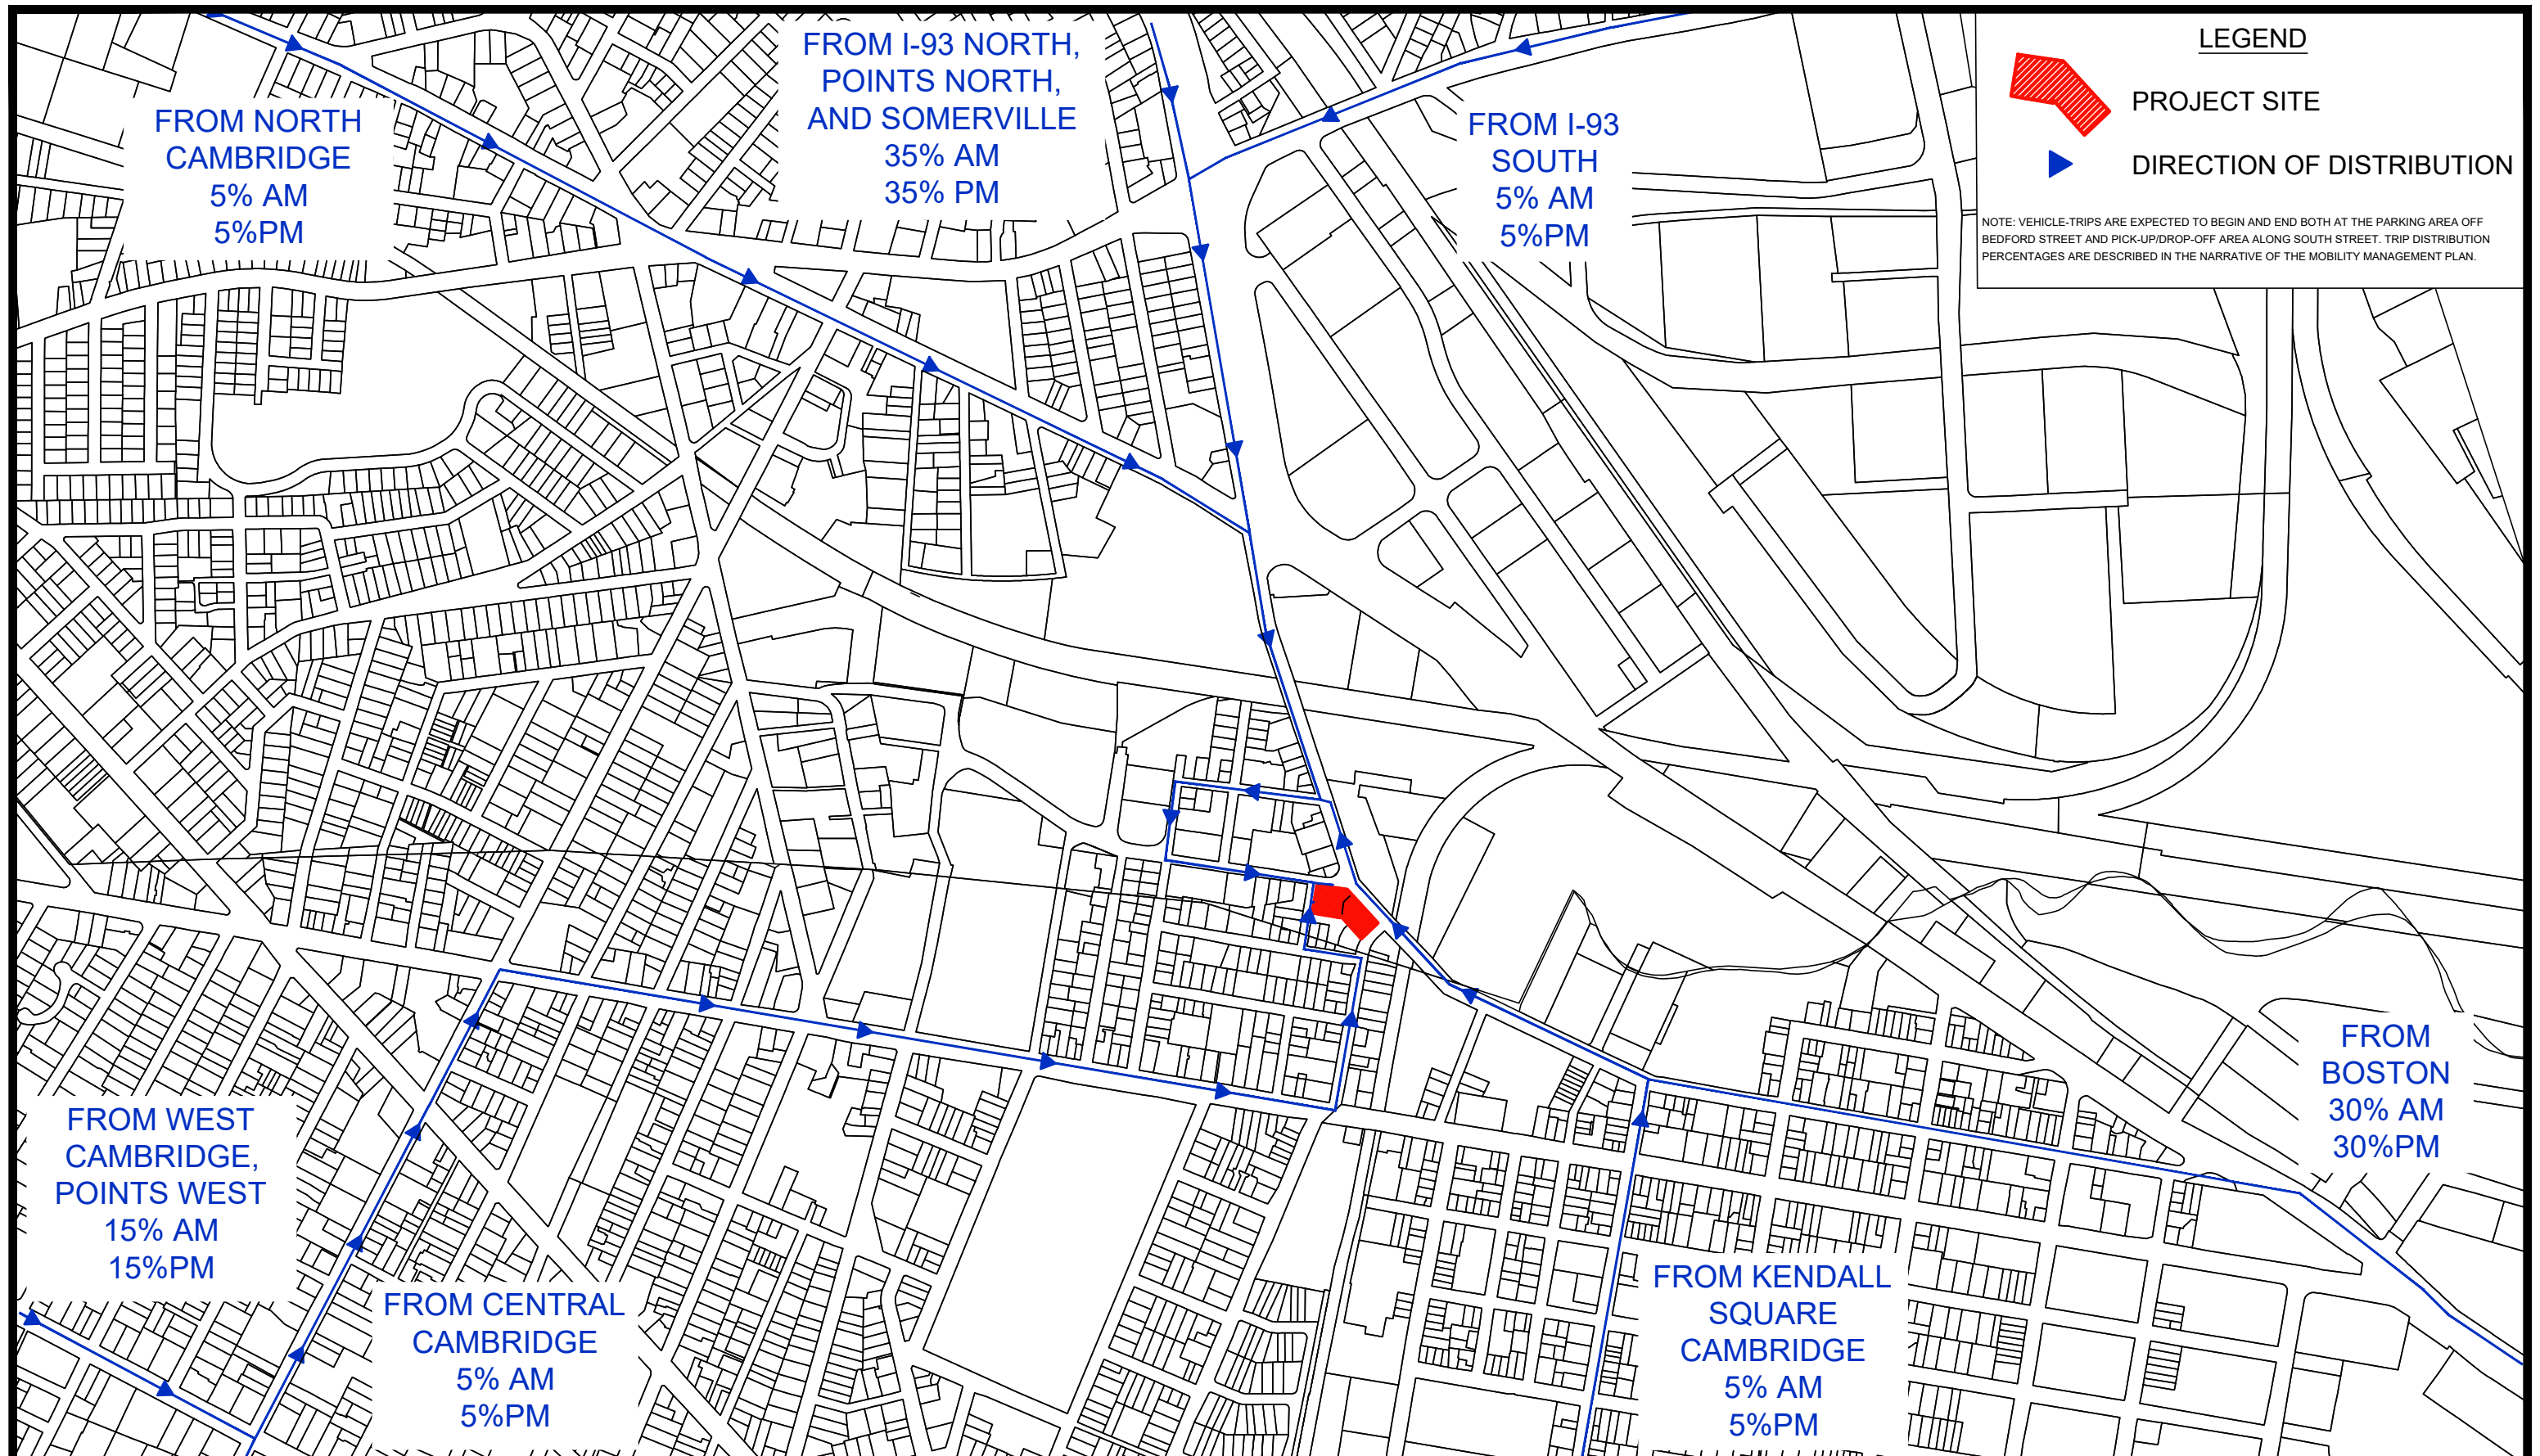 FROM NORTH
CAMBRIDGE
5% AM
5%PM
FROM I-93 NORTH,
POINTS NORTH,
AND SOMERVILLE
35% AM
35% PM
FROM I-93
SOUTH
5% AM
5%PM
LEGEND
PROJECT SITE
DIRECTION OF DISTRIBUTION
NOTE: VEHICLE-TRIPS ARE EXPECTED TO BEGIN AND END BOTH AT THE PARKING AREA OFF
BEDFORD STREET AND PICK-UP/DROP-OFF AREA ALONG SOUTH STREET. TRIP DISTRIBUTION
PERCENTAGES ARE DESCRIBED IN THE NARRATIVE OF THE MOBILITY MANAGEMENT PLAN.
FROM WEST
CAMBRIDGE,
POINTS WEST
15% AM
15%PM
FROM CENTRAL
CAMBRIDGE
5% AM
5%PM
FROM KENDALL
SQUARE
CAMBRIDGE
5% AM
5%PM
FROM
BOSTON
30% AM
30%PM